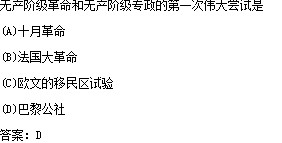 无产阶级革命和无产阶级专政的第一次伟大尝试是
(A)十月革命
(B)法国大革命
(C)欧文的移民区试验
(D)巴黎公社
答案: D